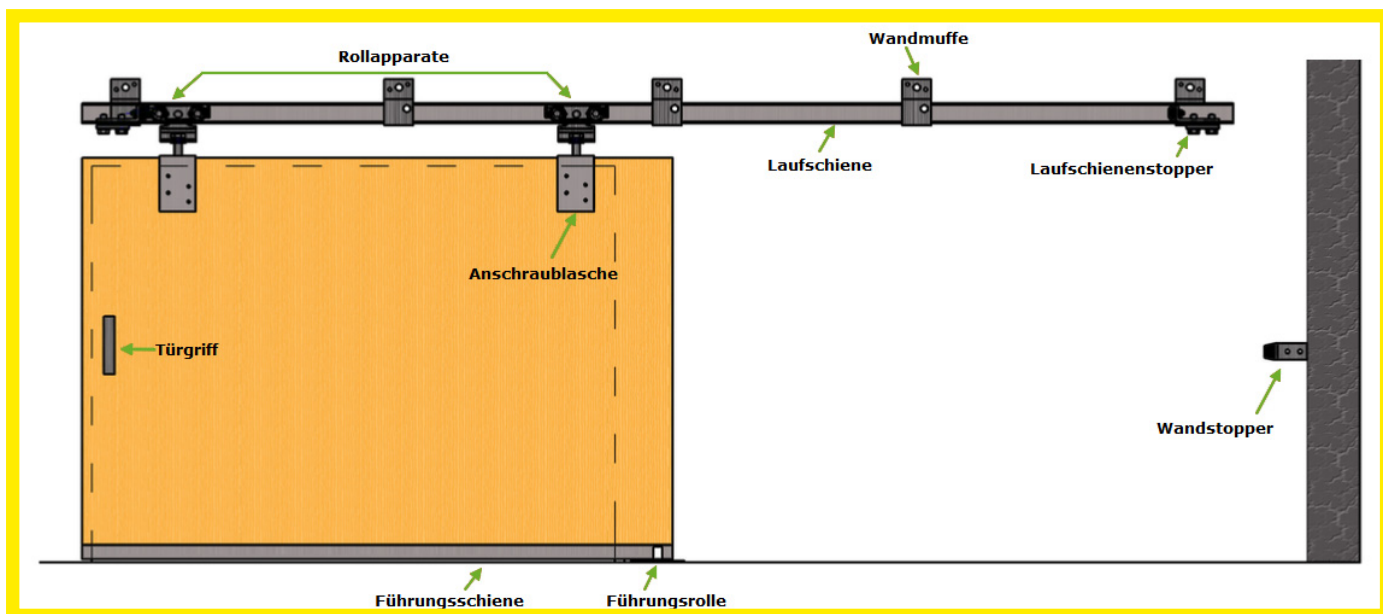 Wandmuffe
Rollapparate
Laufschiene
Laufschienenstopper
Anschraublasche
Türgriff
Wandstopper
Führungsschiene
Führungsrolle